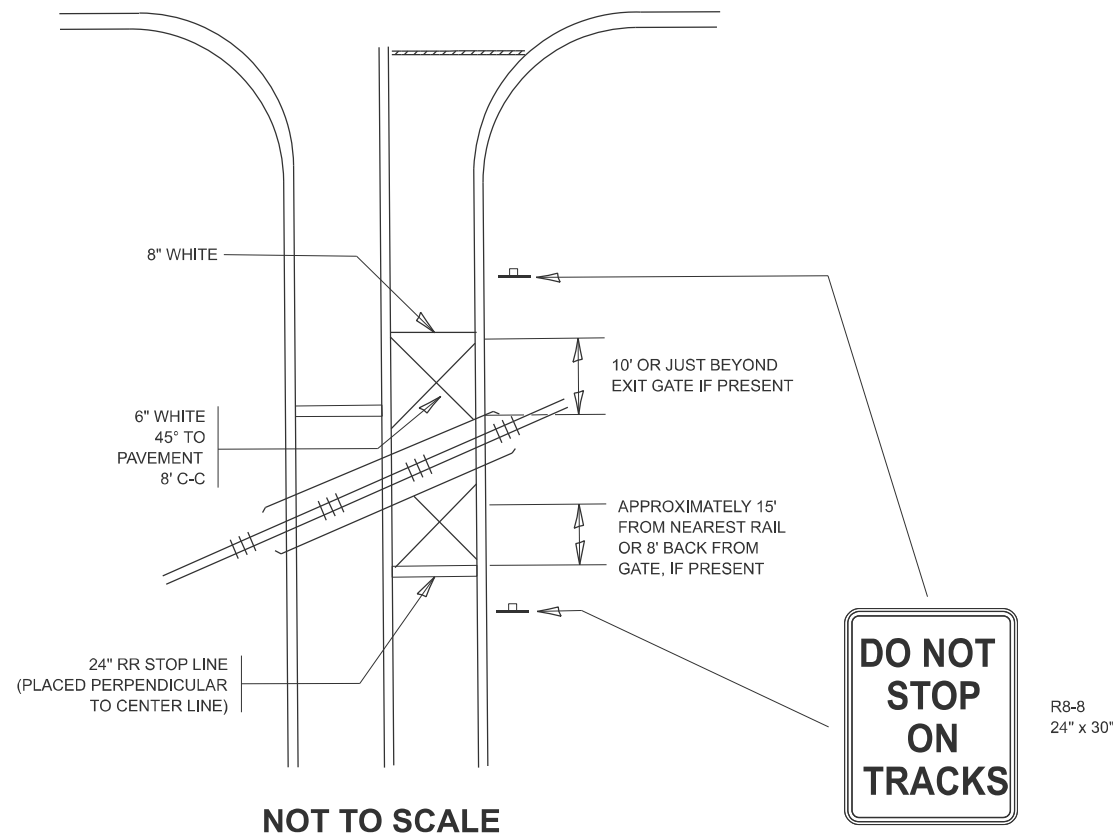 8" WHITE
10' OR JUST BEYOND
EXIT GATE IF PRESENT
6" WHITE
45° TO
PAVEMENT
8' C-C
APPROXIMATELY 15'
FROM NEAREST RAIL
OR 8' BACK FROM
GATE, IF PRESENT
24" RR STOP LINE
(PLACED PERPENDICULAR
TO CENTER LINE)
DO NOT
STOP
ON
TRACKS
R8-8
24" x 30"
NOT TO SCALE